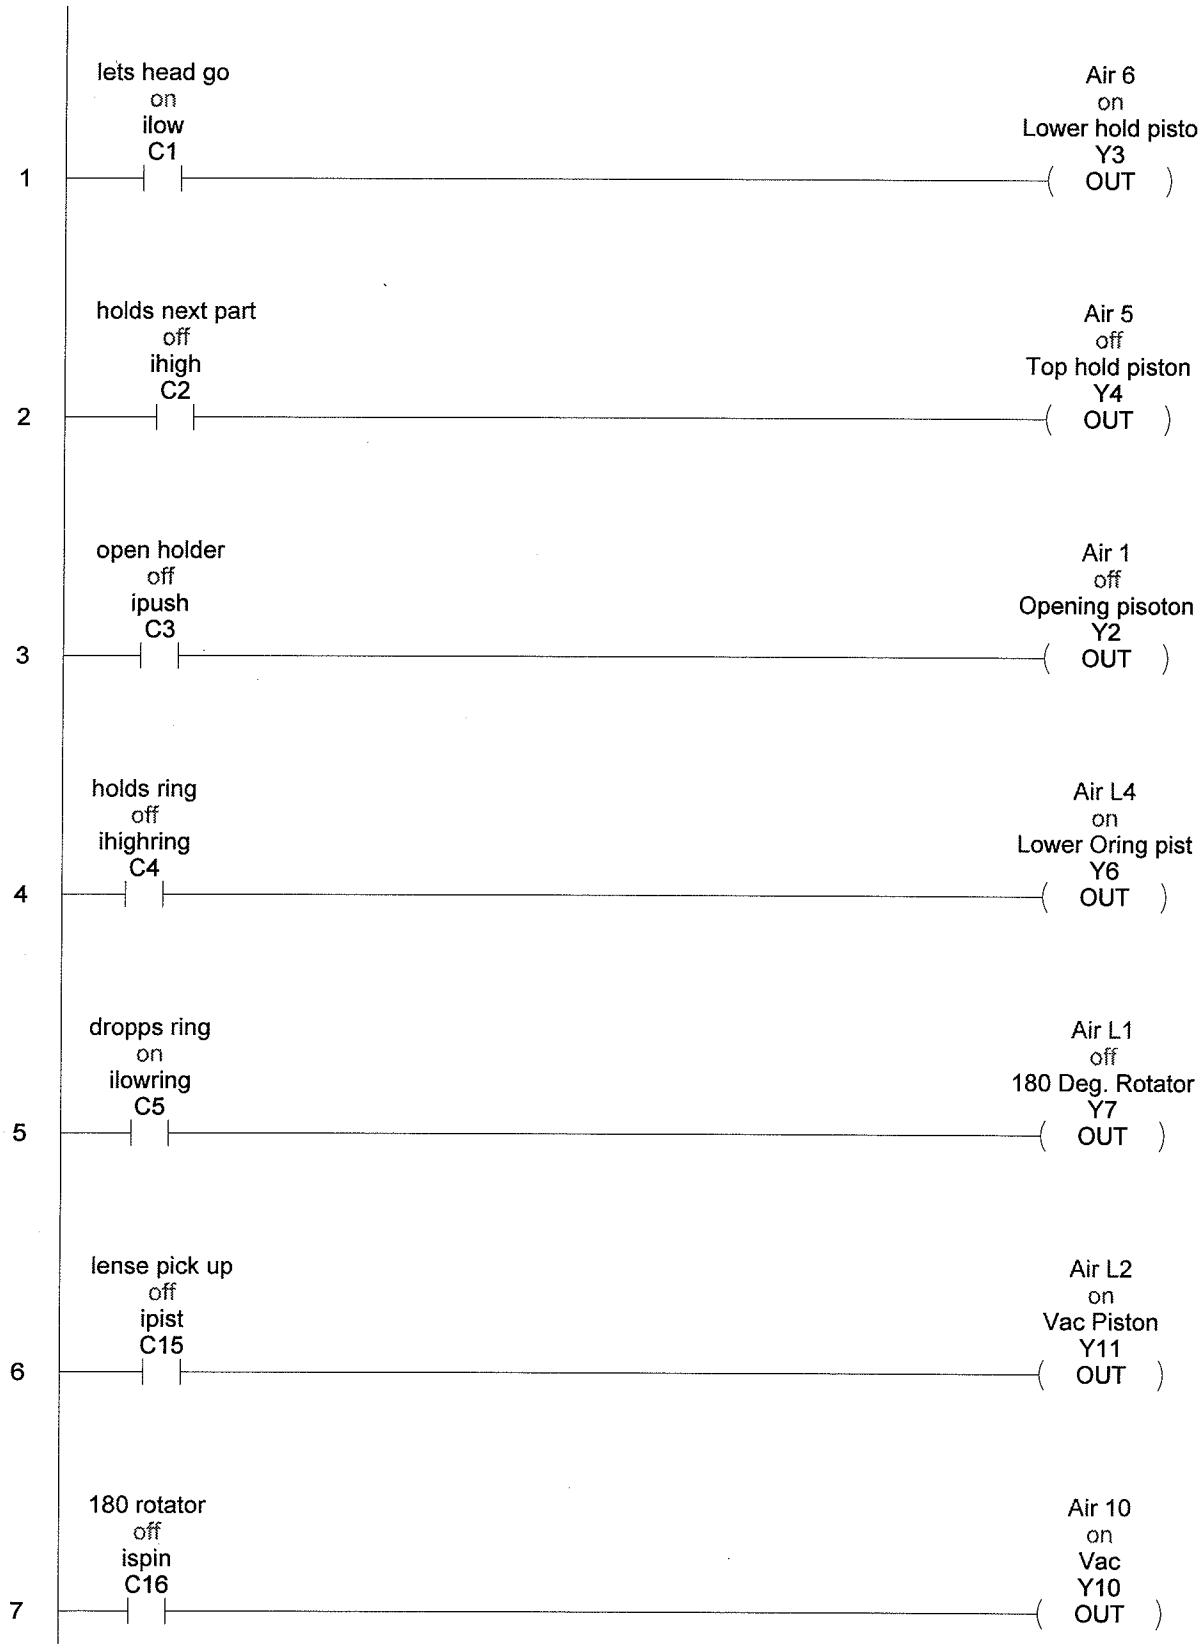 lets head go
on
ilow
C1
Air 6
on
Lower hold pisto
Y3
1
OUT
holds next part
off
ihigh
C2
Air 5
off
Top hold piston
Y4
2
OUT
open holder
off
ipush
C3
Air 1
off
Opening pisoton
Y2
3
OUT
holds ring
off
ihighring
C4
Air L4
on
Lower Oring pist
Y6
4
OUT
dropps ring
on
ilowring
C5
Air L1
off
180 Deg. Rotator
Y7
5
OUT
lense pick up
off
ipist
C15
Air L2
on
Vac Piston
Y11
6
OUT
180 rotator
off
ispin
C16
Air 10
on
Vac
Y10
7
OUT